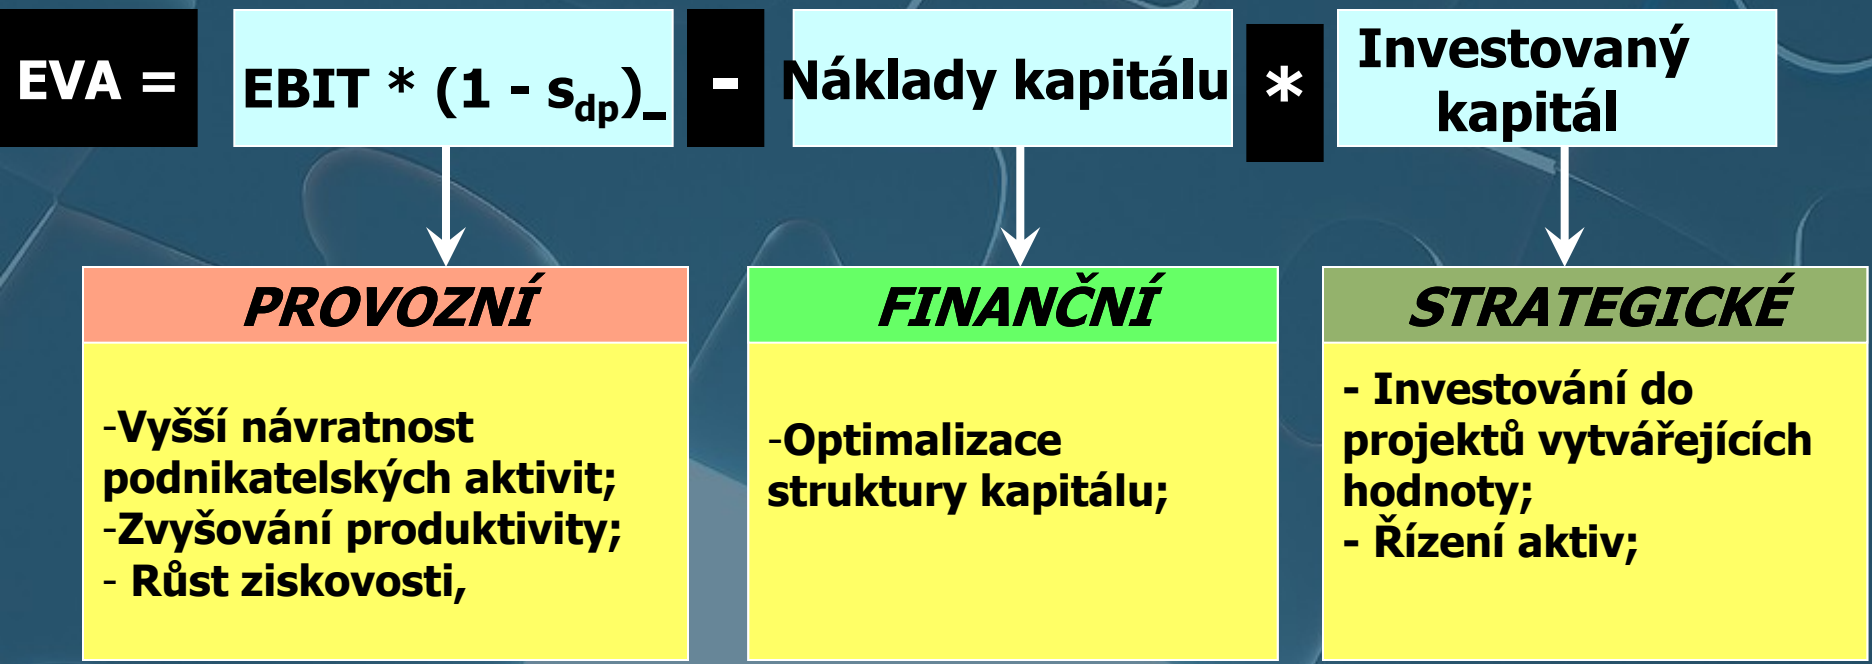 EVA =
EBIT * (1 - sdp)_
-
Náklady kapitálu
*
Investovaný
kapitál
PROVOZNÍ
-Vyšší návratnost
podnikatelských aktivit;
-Zvyšování produktivity;
- Růst ziskovosti,
FINANČNÍ
-Optimalizace
struktury kapitálu;
STRATEGICKÉ
- Investování do
projektů vytvářejících
hodnoty;
- Řízení aktiv;